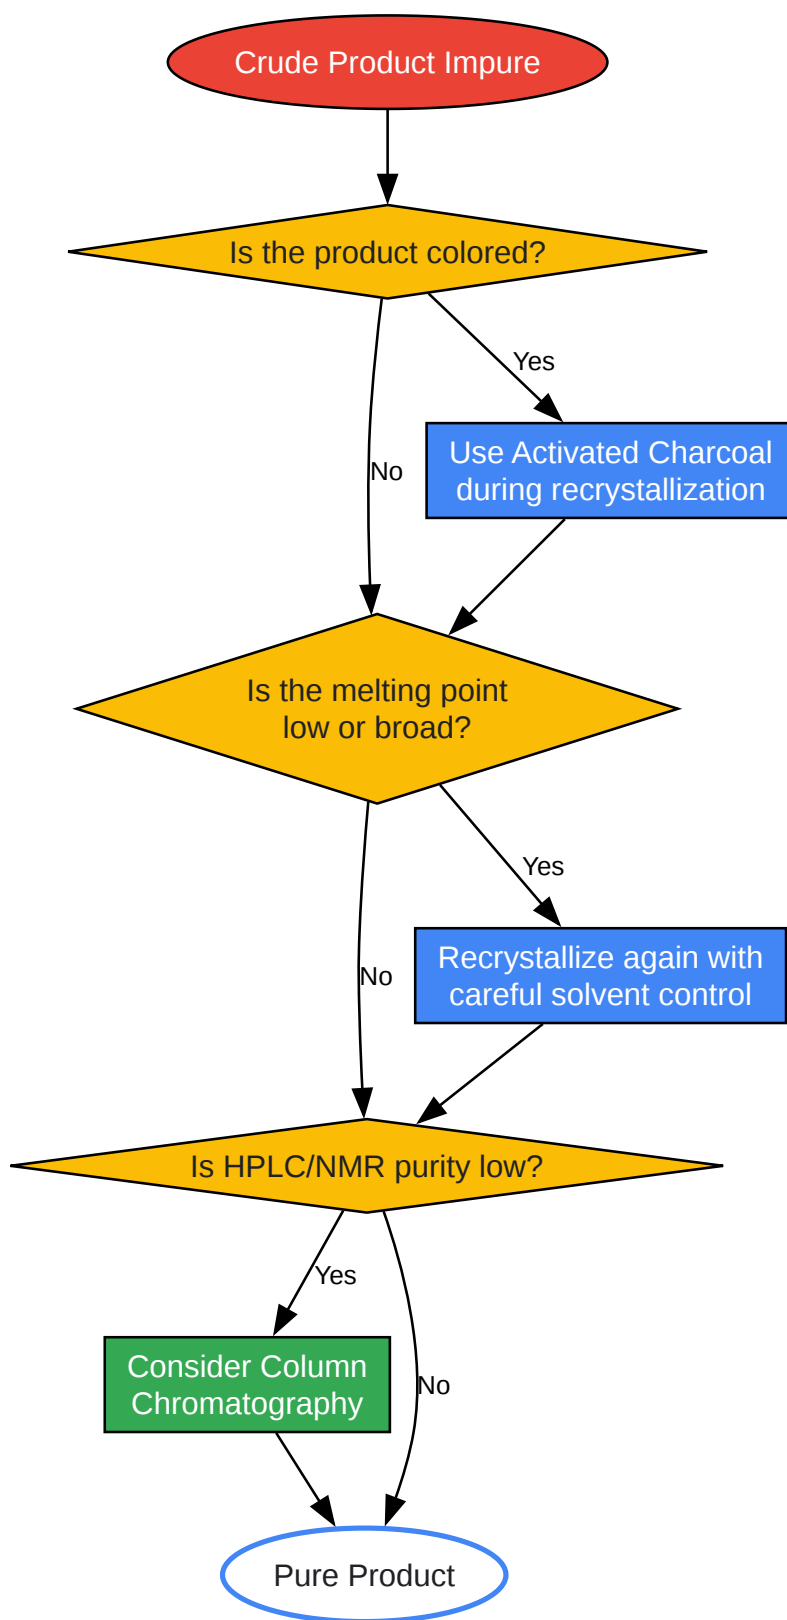 Crude Product Impure
Is the product colored?
Yes
Use Activated Charcoal
during recrystallization
No
Is the melting point
low or broad?
Yes
Recrystallize again with
careful solvent control
No
Is HPLC/NMR purity low?
Yes
Consider Column
Chromatography
No
Pure Product